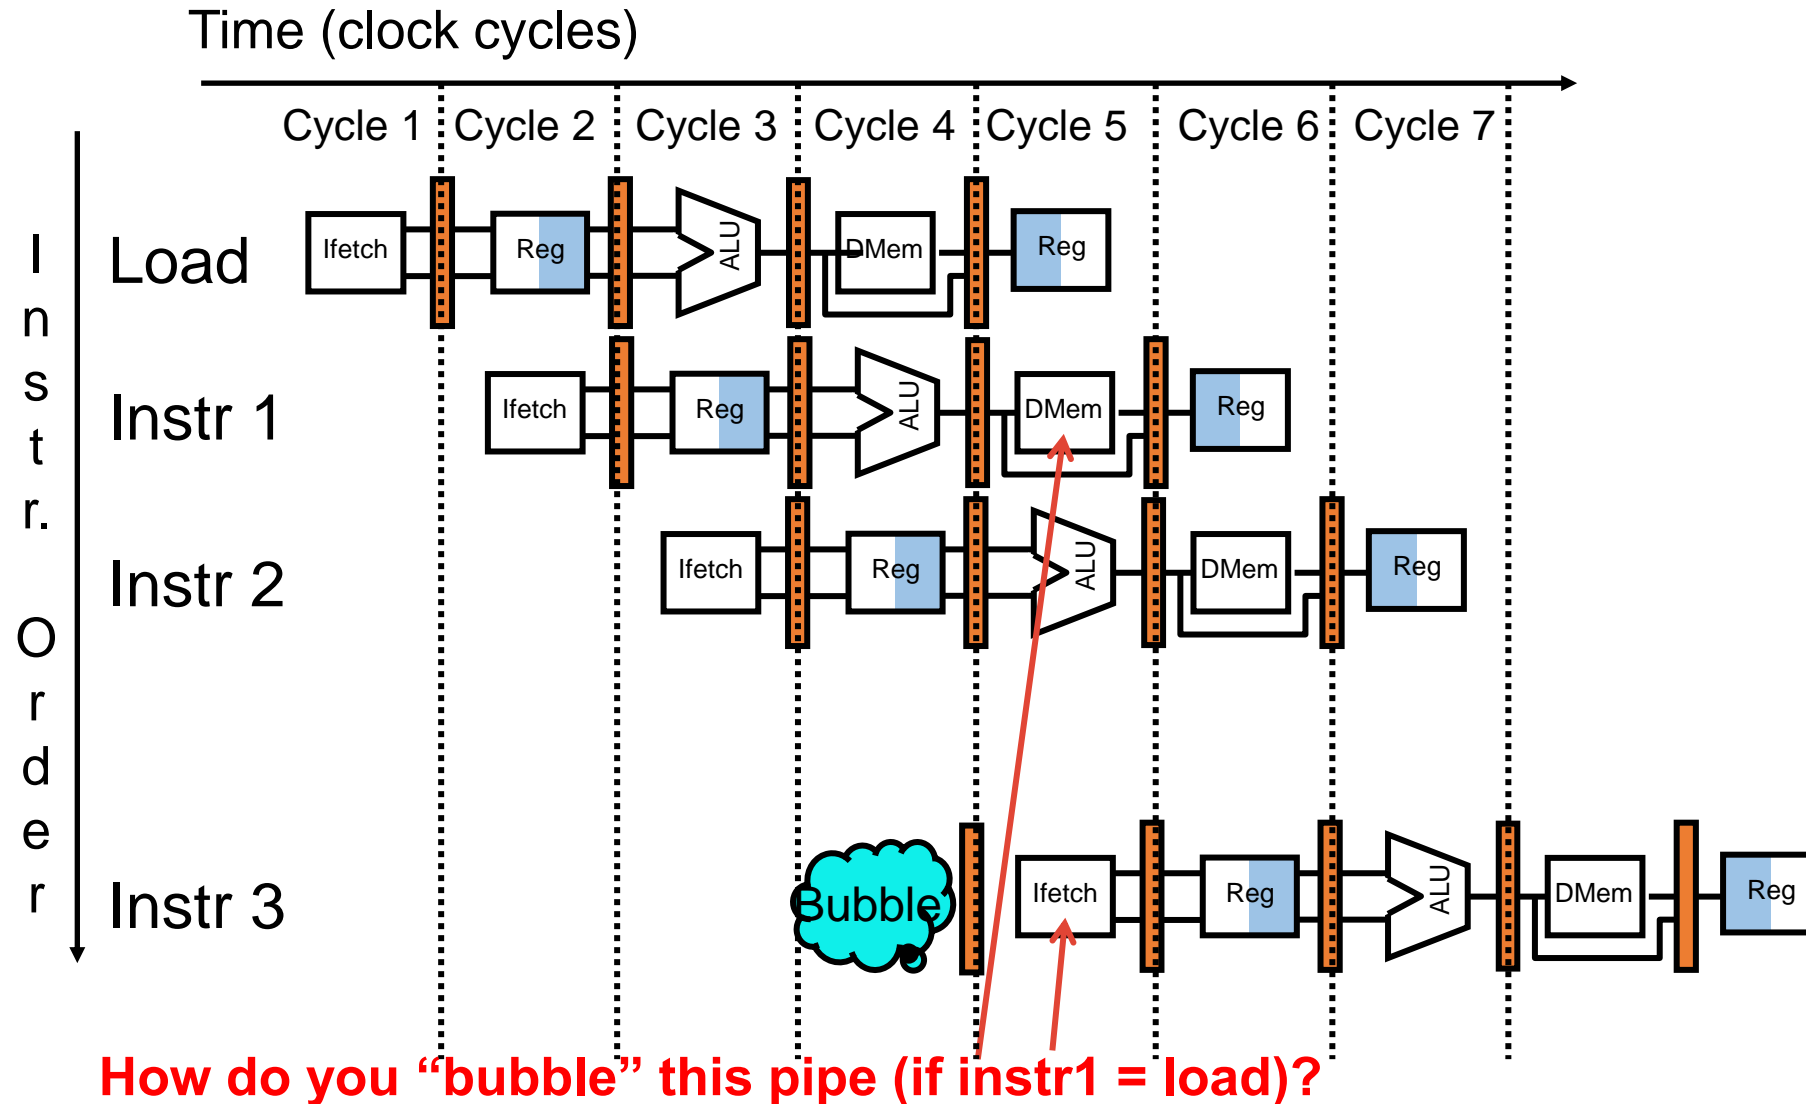 Time (clock cycles)
Cycle 1 Cycle 2 Cycle 3 Cycle 4 Cycle 5 Cycle 6 Cycle 7
Instr. Order
Load Ifetch Reg ALU DMem Reg
Instr 1 Ifetch Reg ALU DMem Reg
Instr 2 Ifetch Reg ALU DMem Reg
Instr 3 Bubble Ifetch Reg ALU DMem Reg
How do you “bubble” this pipe (if instr1 = load)?